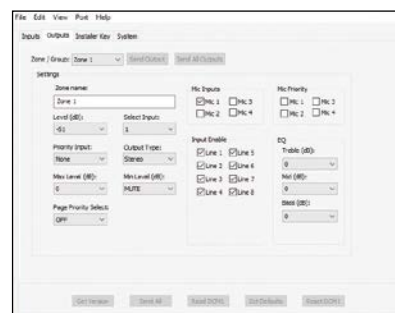 File Edit View Port Help
Inputs Outputs Installer Key System
Zone / Group: Zone 1 Send Output Send All Outputs
Settings
Zone name:
Zone 1
Level (dB): Select Input:
-51 1
Priority Input: Output Type:
None Stereo
Max Level (dB): Min Level (dB):
0 MUTE
Page Priority Select:
OFF
Mic Inputs
Mic 1 Mic 3
Mic 2 Mic 4
Mic Priority
Mic 1 Mic 3
Mic 2 Mic 4
Input Enable
Line 1 Line 5
Line 2 Line 6
Line 3 Line 7
Line 4 Line 8
EQ
Treble (dB):
0
Mid (dB):
0
Bass (dB):
0
Get Version Send All Read DCM1 Set Defaults Reset DCM1